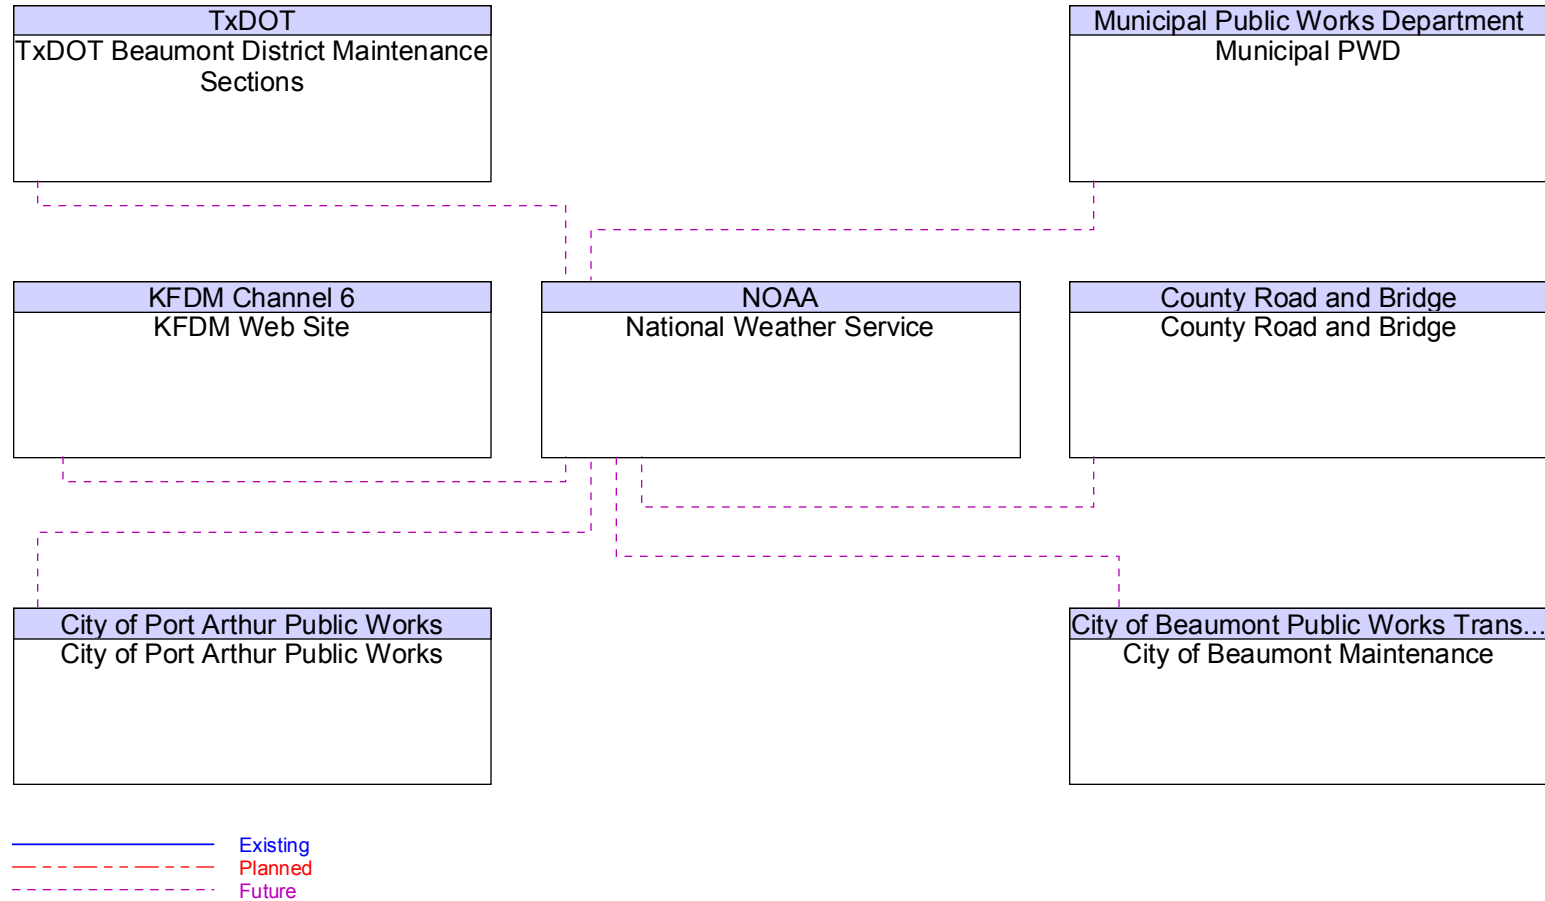 TxDOT
TxDOT Beaumont District Maintenance
Sections
Municipal Public Works Department
Municipal PWD
KFDM Channel 6
KFDM Web Site
NOAA
National Weather Service
County Road and Bridge
County Road and Bridge
City of Port Arthur Public Works
City of Port Arthur Public Works
City of Beaumont Public Works Trans...
City of Beaumont Maintenance
Existing
Planned
Future